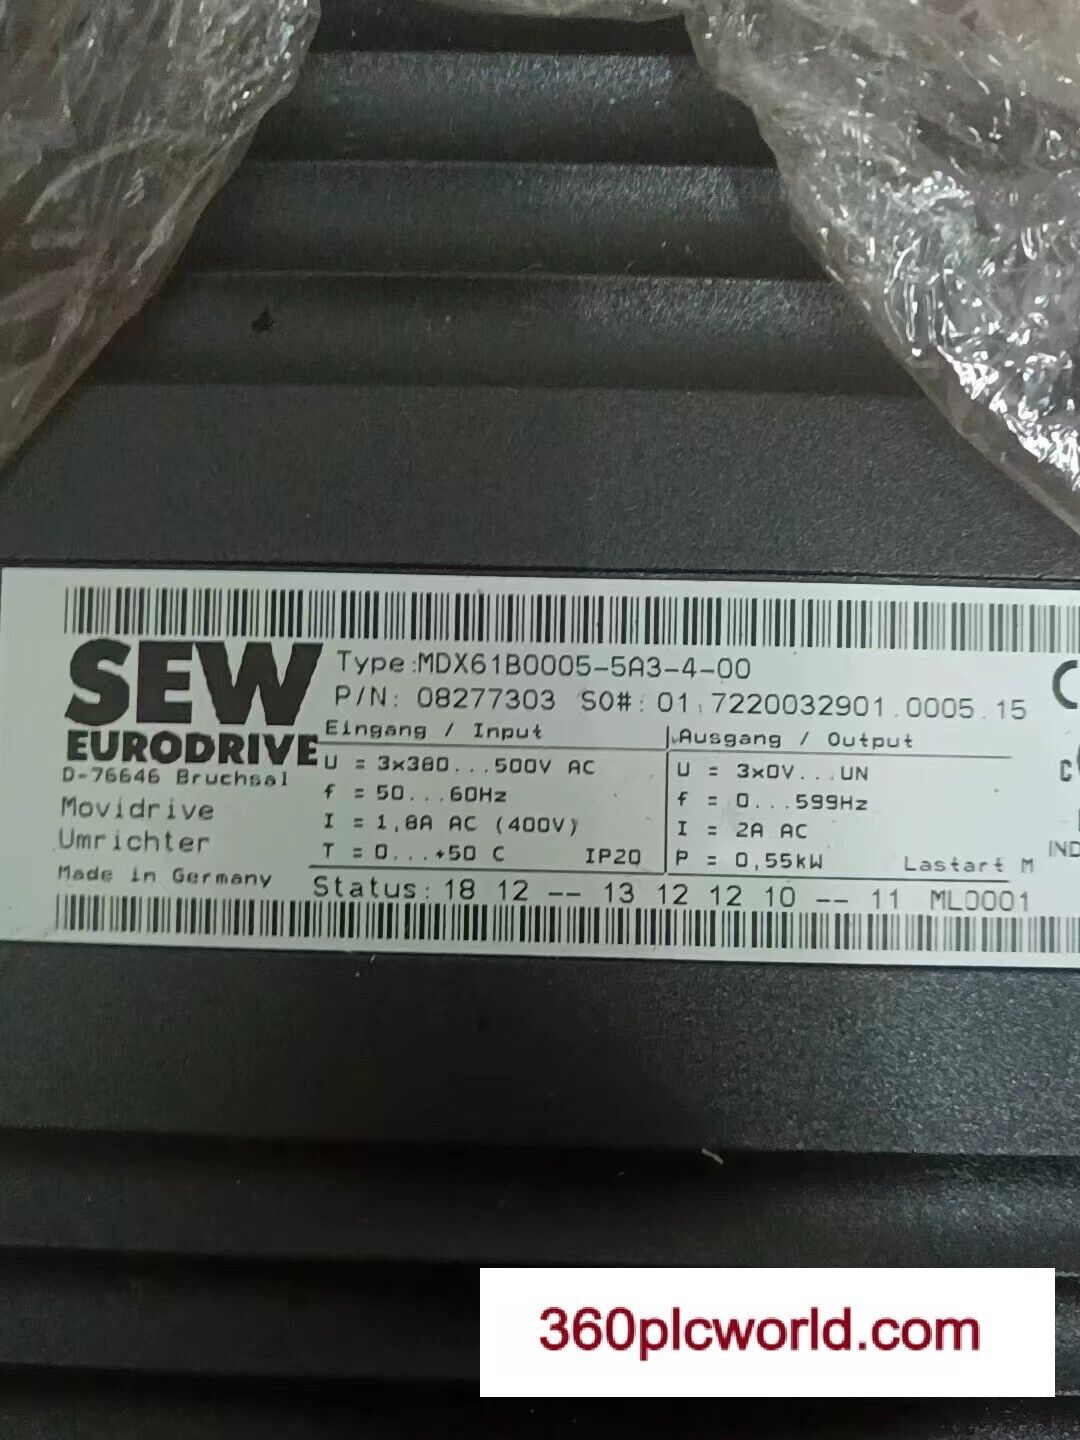 SEW
EURODRIVE
D-76646 Bruchsal
Movidrive
Umrichter
Made in Germany
Type:MDX61B0005-5A3-4-00
P/N: 08277303 SO#: 01.7220032901.0005.15
Eingang / Input
U = 3x380...500V AC
f = 50...60Hz
I = 1,8A AC (400V)
T = 0...+50 C IP20
Ausgang / Output
U = 3x0V...UN
f = 0...599Hz
I = 2A AC
P = 0,55kW Lastart M
Status: 18 12 -- 13 12 12 10 -- 11 ML0001
C
IND
360plcworld.com